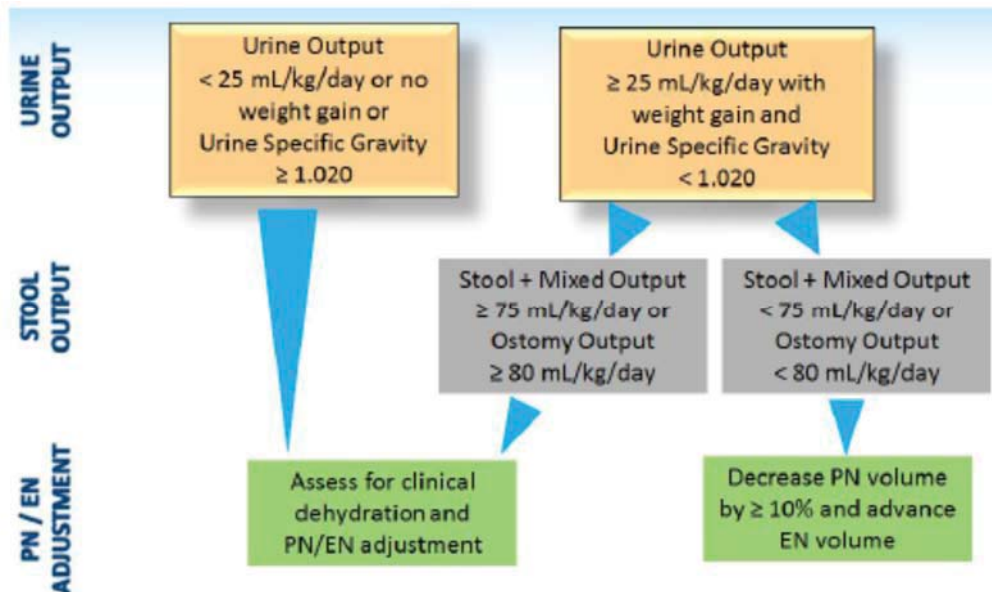 URINE
OUTPUT
Urine Output
< 25 mL/kg/day or no
weight gain or
Urine Specific Gravity
≥ 1.020
Urine Output
≥ 25 mL/kg/day with
weight gain and
Urine Specific Gravity
< 1.020
STOOL
OUTPUT
Stool + Mixed Output
≥ 75 mL/kg/day or
Ostomy Output
≥ 80 mL/kg/day
Stool + Mixed Output
< 75 mL/kg/day or
Ostomy Output
< 80 mL/kg/day
PN / EN
ADJUSTMENT
Assess for clinical
dehydration and
PN/EN adjustment
Decrease PN volume
by ≥ 10% and advance
EN volume